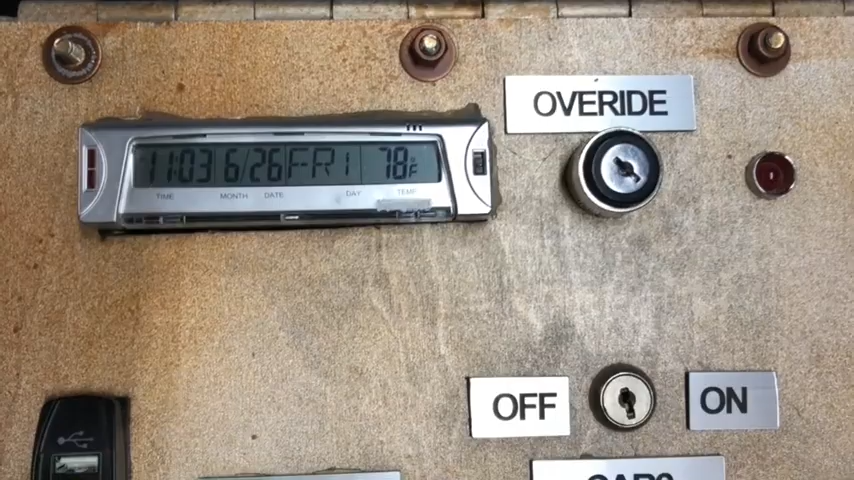 OVERIDE
11:03 6/26 FRI 78°F
TIME MONTH DATE DAY TEMP
OFF ON